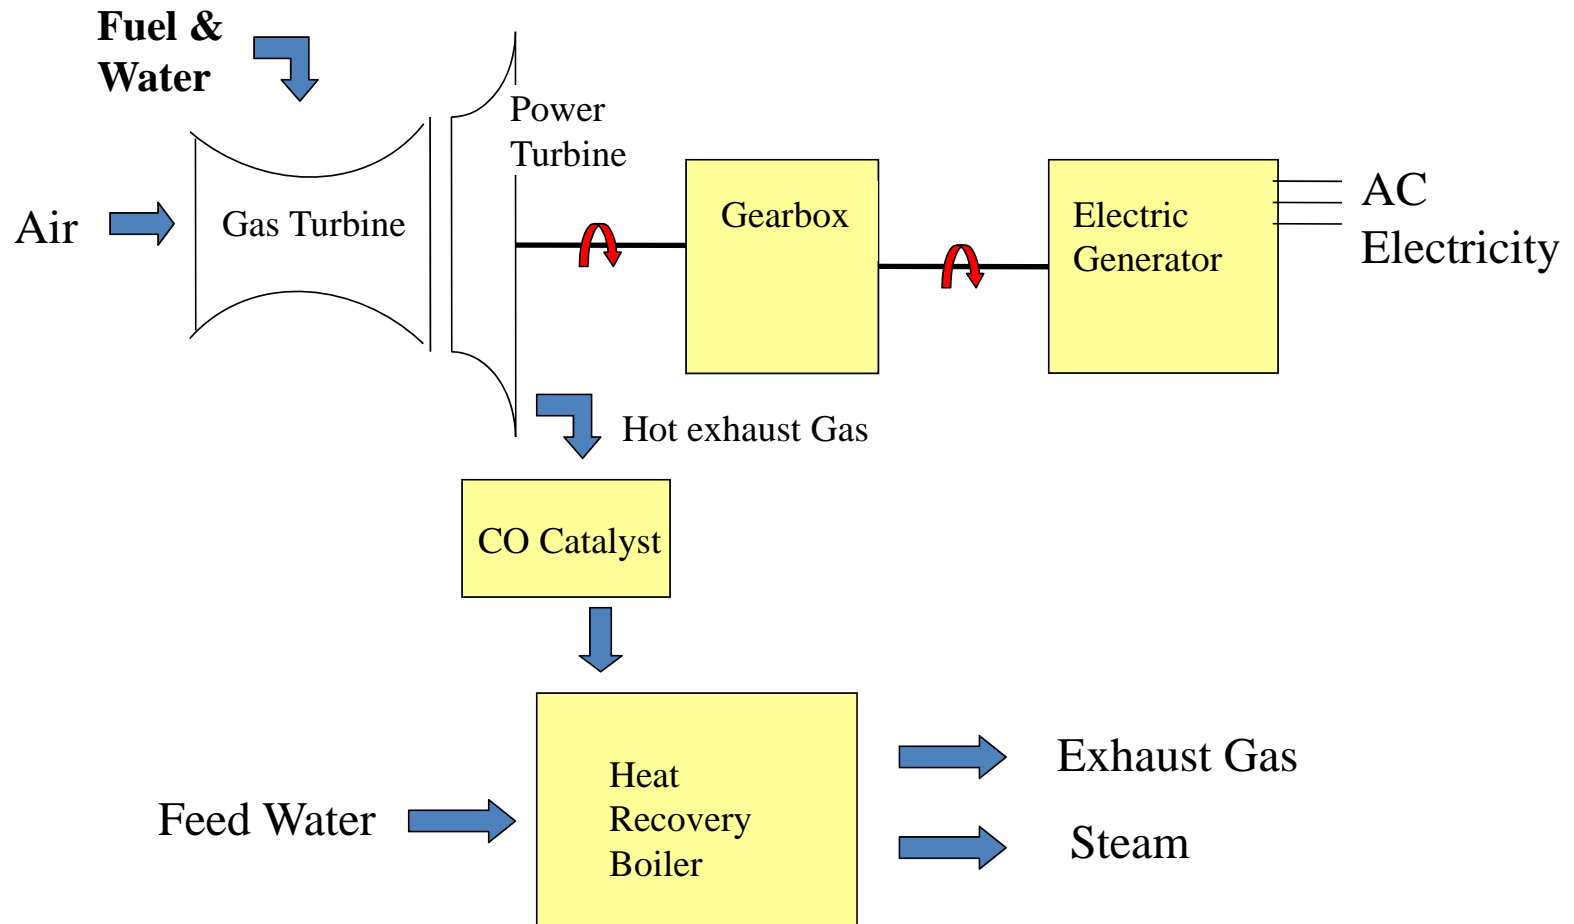 Fuel &
Water
Power
Turbine
Air
Gas Turbine
Gearbox
Electric
Generator
AC
Electricity
Hot exhaust Gas
CO Catalyst
Feed Water
Heat
Recovery
Boiler
Exhaust Gas
Steam